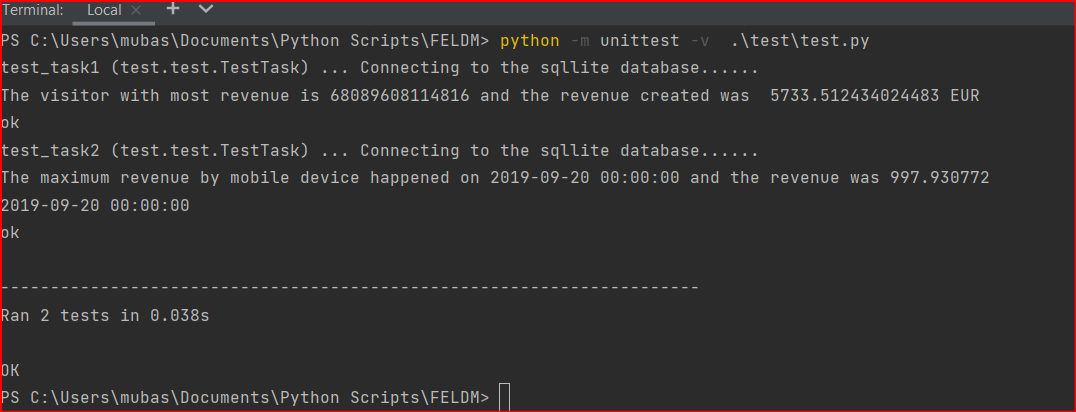 Terminal: Local × + 
PS C:\Users\mubas\Documents\Python Scripts\FELDM> python -m unittest -v  .\test\test.py
test_task1 (test.test.TestTask) ... Connecting to the sqllite database......
The visitor with most revenue is 68089608114816 and the revenue created was  5733.512434024483 EUR
ok
test_task2 (test.test.TestTask) ... Connecting to the sqllite database......
The maximum revenue by mobile device happened on 2019-09-20 00:00:00 and the revenue was 997.930772
2019-09-20 00:00:00
ok
----------------------------------------------------------------------
Ran 2 tests in 0.038s
OK
PS C:\Users\mubas\Documents\Python Scripts\FELDM>